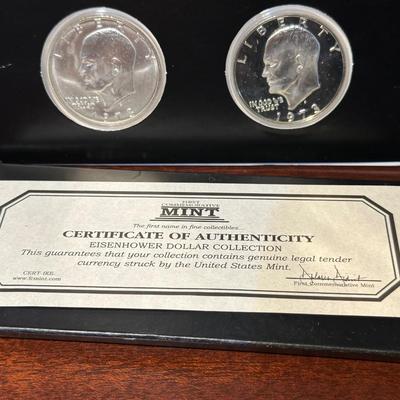 LIBERTY
IN GOD WE
TRUST
1973
LIBERTY
IN GOD WE
TRUST
1973
FIRST
COMMEMORATIVE
MINT
The first name in fine collectibles.
CERTIFICATE OF AUTHENTICITY
EISENHOWER DOLLAR COLLECTION
This guarantees that your collection contains genuine legal tender
currency struck by the United States Mint.
CERT-IKE
www.fcmint.com
First Commemorative Mint